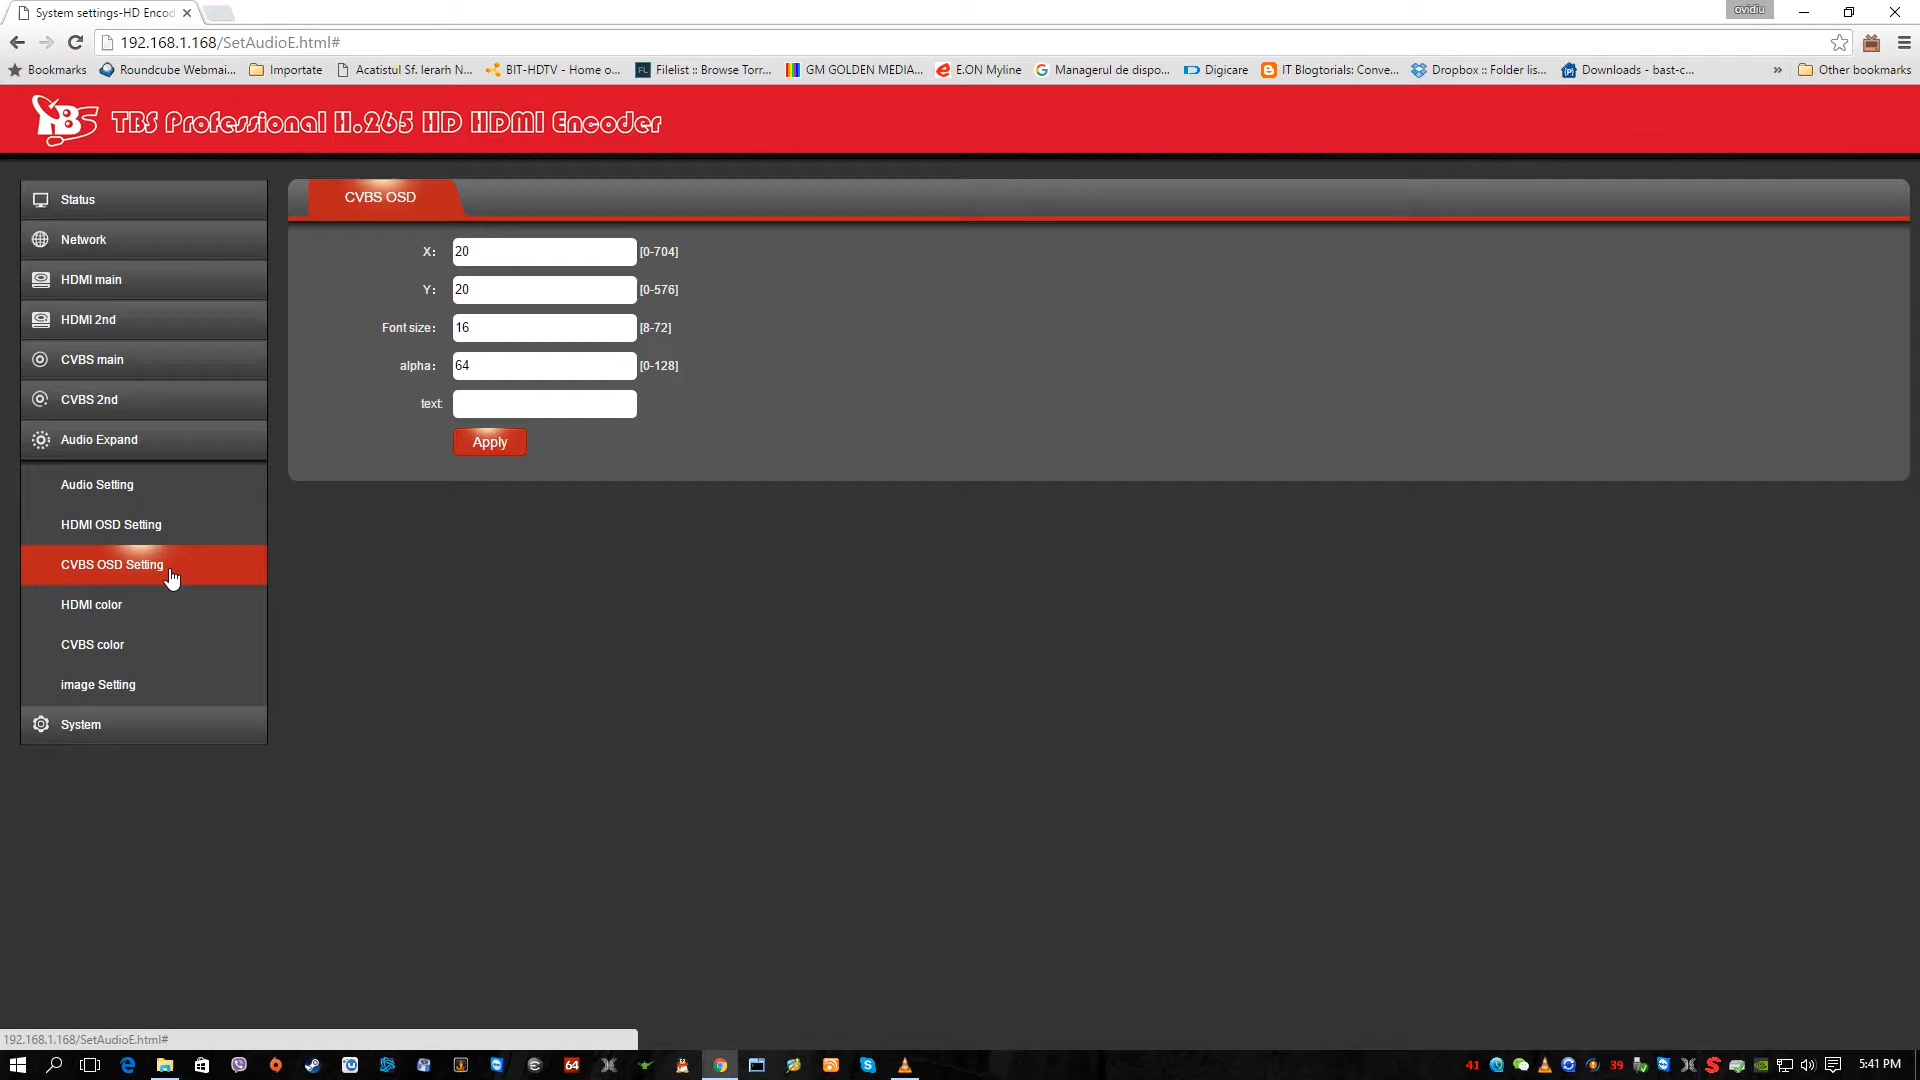 System settings-HD Encod
ovidiu
192.168.1.168/SetAudioE.html#
Bookmarks
Roundcube Webmai...
Importate
Acatistul Sf. Ierarh N...
BIT-HDTV - Home o...
FL
Filelist :: Browse Torr...
GM GOLDEN MEDIA...
E.ON Myline
Managerul de dispo...
Digicare
IT Blogtorials: Conve...
Dropbox :: Folder lis...
Downloads - bast-c...
»
Other bookmarks
TBS TBS Professional H.265 HD HDMI Encoder
Status
Network
HDMI main
HDMI 2nd
CVBS main
CVBS 2nd
Audio Expand
Audio Setting
HDMI OSD Setting
CVBS OSD Setting
HDMI color
CVBS color
image Setting
System
CVBS OSD
X: 20 [0-704]
Y: 20 [0-576]
Font size: 16 [8-72]
alpha: 64 [0-128]
text:
Apply
192.168.1.168/SetAudioE.html#
64
41
39
5:41 PM